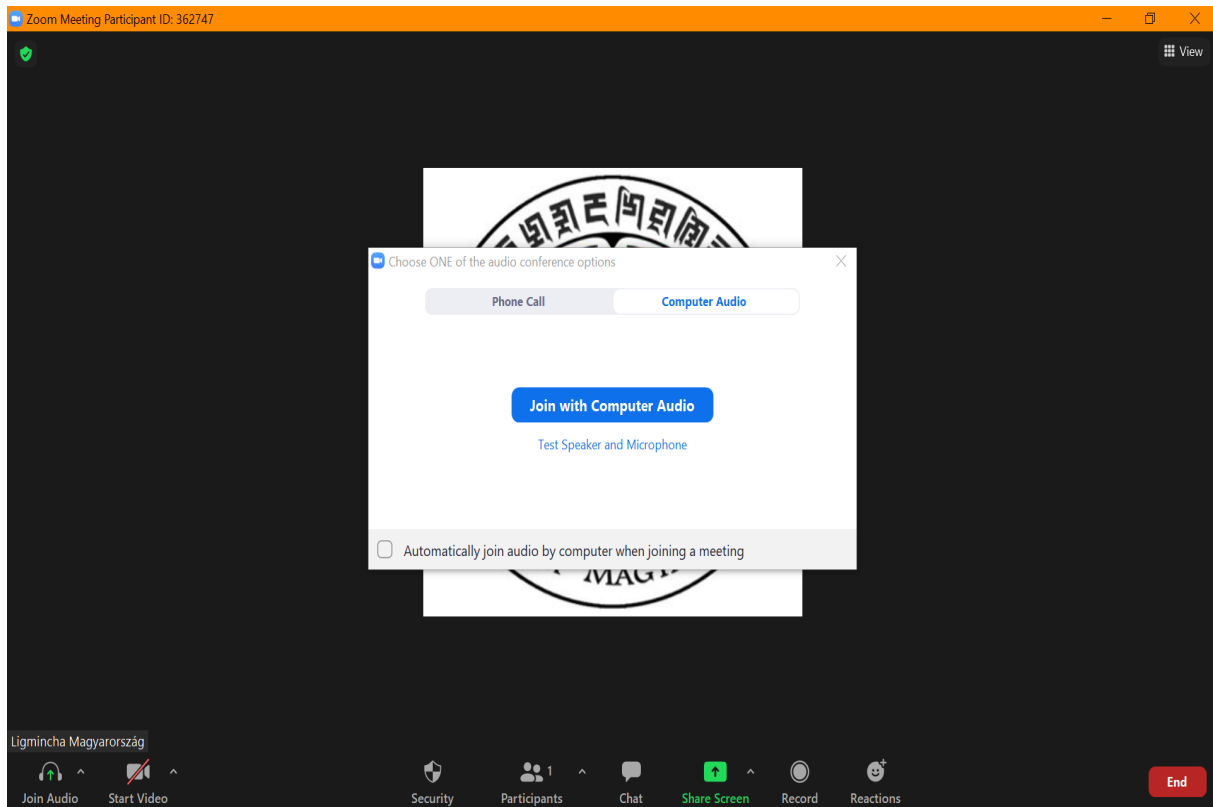 Zoom Meeting Participant ID: 362747
View
Choose ONE of the audio conference options
Phone Call
Computer Audio
Join with Computer Audio
Test Speaker and Microphone
Automatically join audio by computer when joining a meeting
Ligmincha Magyarország
1
Join Audio
Start Video
Security
Participants
Chat
Share Screen
Record
Reactions
End